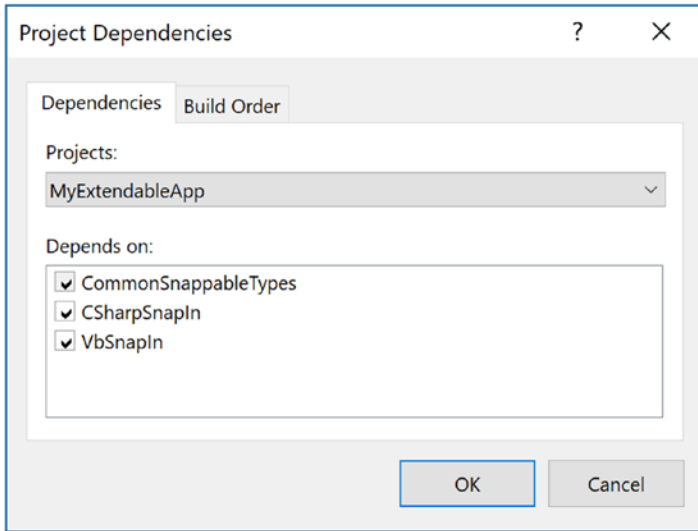 Project Dependencies ?
Dependencies Build Order
Projects:
MyExtendableApp
Depends on:
CommonSnappableTypes
CSharpSnapIn
VbSnapIn
OK Cancel